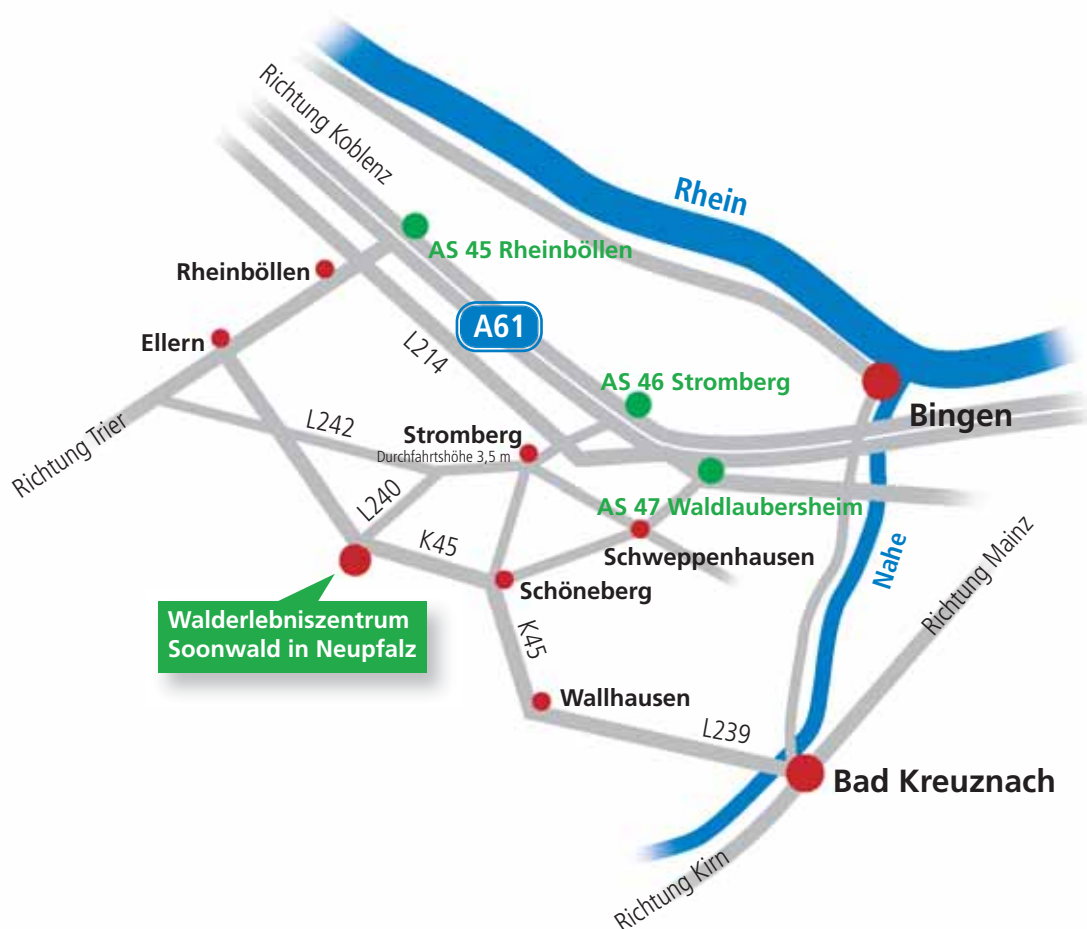 Richtung Koblenz
Rhein
AS 45 Rheinböllen
Rheinböllen
A61
Ellern
L214
AS 46 Stromberg
Bingen
Richtung Trier
L242
Stromberg
Durchfahrtshöhe 3,5 m
L240
AS 47 Waldlaubersheim
K45
Schweppenhausen
Nahe
Richtung Mainz
Schöneberg
Walderlebniszentrum
Soonwald in Neupfalz
K45
Wallhausen
L239
Bad Kreuznach
Richtung Kirn